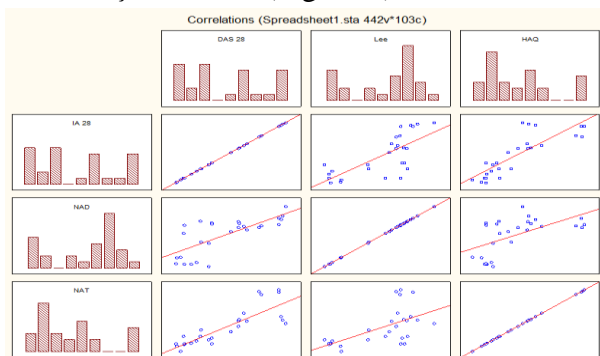 Correlations (Spreadsheet1.sta 442v*103c)
DAS 28
Lee
HAQ
IA 28
NAD
NAT